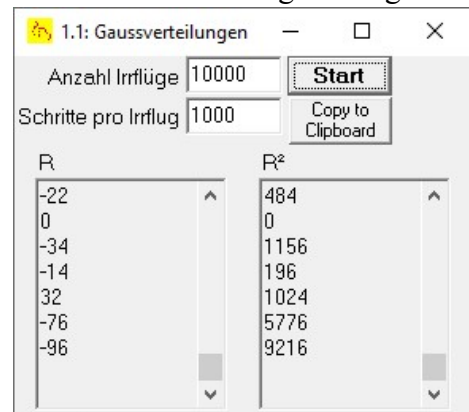 1.1: Gaussverteilungen
Anzahl Irrflüge 10000 Start
Schritte pro Irrflug 1000 Copy to Clipboard
R R²
-22 484
0 0
-34 1156
-14 196
32 1024
-76 5776
-96 9216